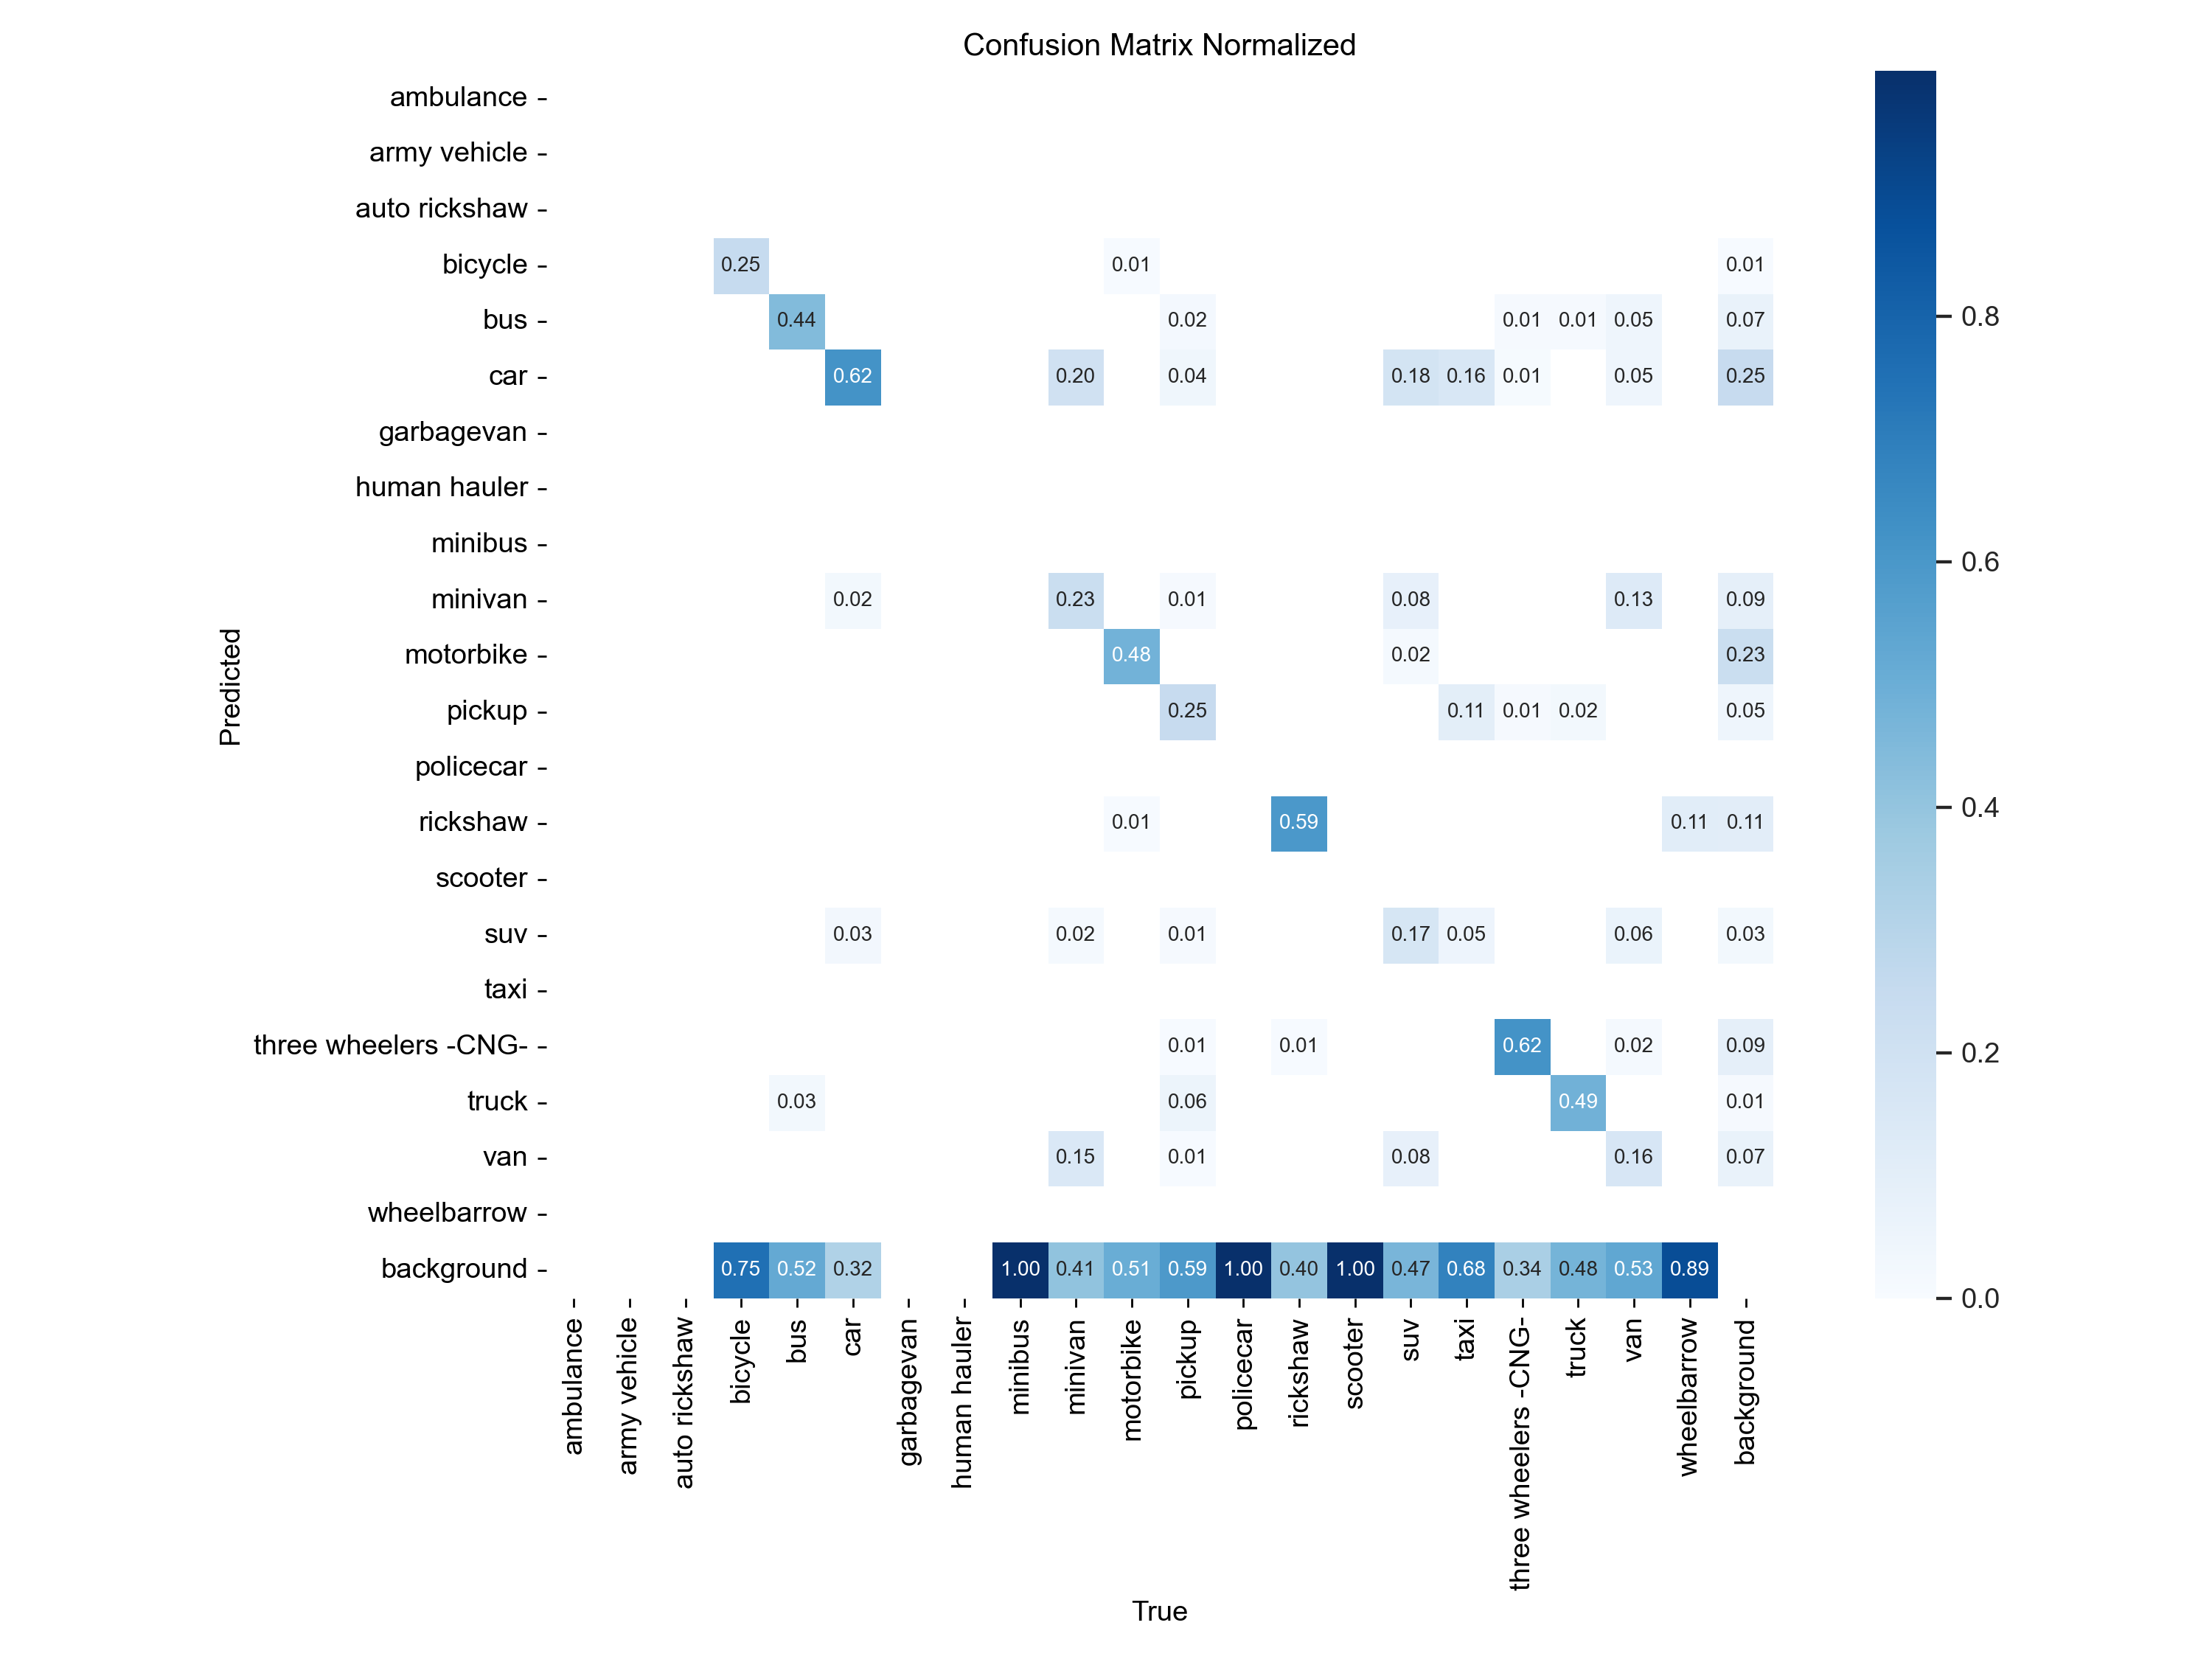 Confusion Matrix Normalized
ambulance
army vehicle
auto rickshaw
bicycle 0.25 0.01 0.01
bus 0.44 0.02 0.01 0.01 0.05 0.07
car 0.62 0.20 0.04 0.18 0.16 0.01 0.05 0.25
garbagevan
human hauler
minibus
minivan 0.02 0.23 0.01 0.08 0.13 0.09
motorbike 0.48 0.02 0.23
pickup 0.25 0.11 0.01 0.02 0.05
policecar
rickshaw 0.01 0.59 0.11 0.11
scooter
suv 0.03 0.02 0.01 0.17 0.05 0.06 0.03
taxi
three wheelers -CNG- 0.01 0.01 0.62 0.02 0.09
truck 0.03 0.06 0.49 0.01
van 0.15 0.01 0.08 0.16 0.07
wheelbarrow
background 0.75 0.52 0.32 1.00 0.41 0.51 0.59 1.00 0.40 1.00 0.47 0.68 0.34 0.48 0.53 0.89
Predicted
ambulance
army vehicle
auto rickshaw
bicycle
bus
car
garbagevan
human hauler
minibus
minivan
motorbike
pickup
policecar
rickshaw
scooter
suv
taxi
three wheelers -CNG-
truck
van
wheelbarrow
background
True
0.8
0.6
0.4
0.2
0.0